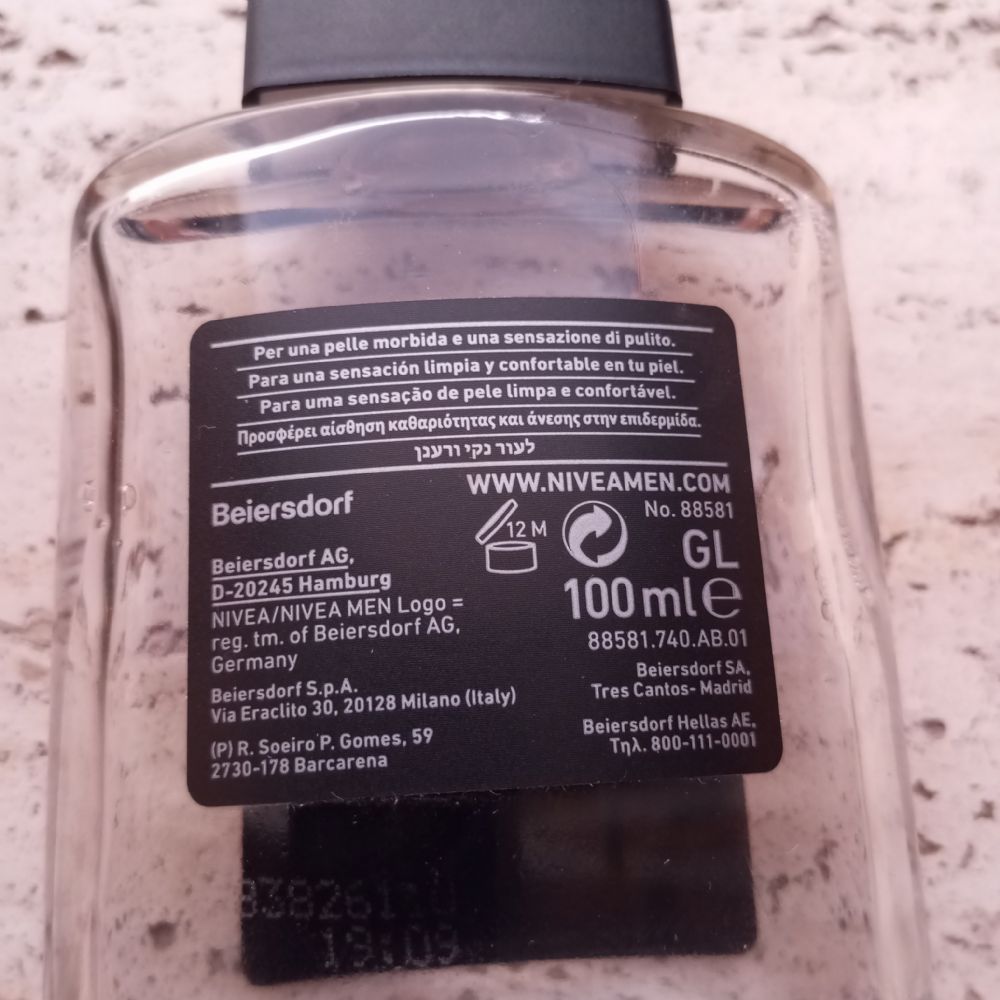 Per una pelle morbida e una sensazione di pulito.
Para una sensación limpia y confortable en tu piel.
Para uma sensação de pele limpa e confortável.
Προσφέρει αίσθηση καθαριότητας και άνεσης στην επιδερμίδα.
לעור נקי ורענן
WWW.NIVEAMEN.COM
No. 88581
Beiersdorf
12 M
GL
100 ml e
88581.740.AB.01
Beiersdorf AG,
D-20245 Hamburg
NIVEA/NIVEA MEN Logo =
reg. tm. of Beiersdorf AG,
Germany
Beiersdorf S.p.A.
Via Eraclito 30, 20128 Milano (Italy)
(P) R. Soeiro P. Gomes, 59
2730-178 Barcarena
Beiersdorf SA,
Tres Cantos- Madrid
Beiersdorf Hellas AE,
Τηλ. 800-111-0001